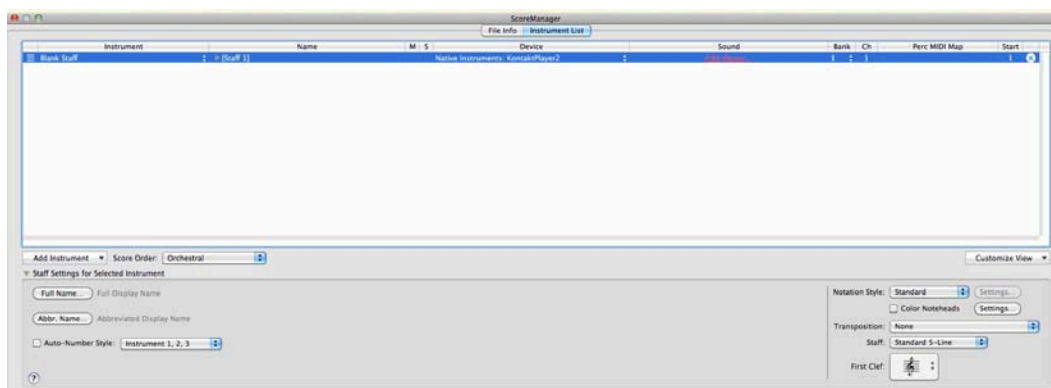 ScoreManager
File Info Instrument List
Instrument Name M S Device Sound Bank Ch Perc MIDI Map Start
Blank Staff [Staff 1] Native Instruments: KontaktPlayer2 1 1 1
Add Instrument Score Order: Orchestral Customize View
Staff Settings for Selected Instrument
Full Name... Full Display Name Notation Style: Standard Settings...
Color Noteheads Settings...
Abbr. Name... Abbreviated Display Name
Transposition: None
Auto-Number Style: Instrument 1, 2, 3 Staff: Standard 5-Line
First Clef:
?